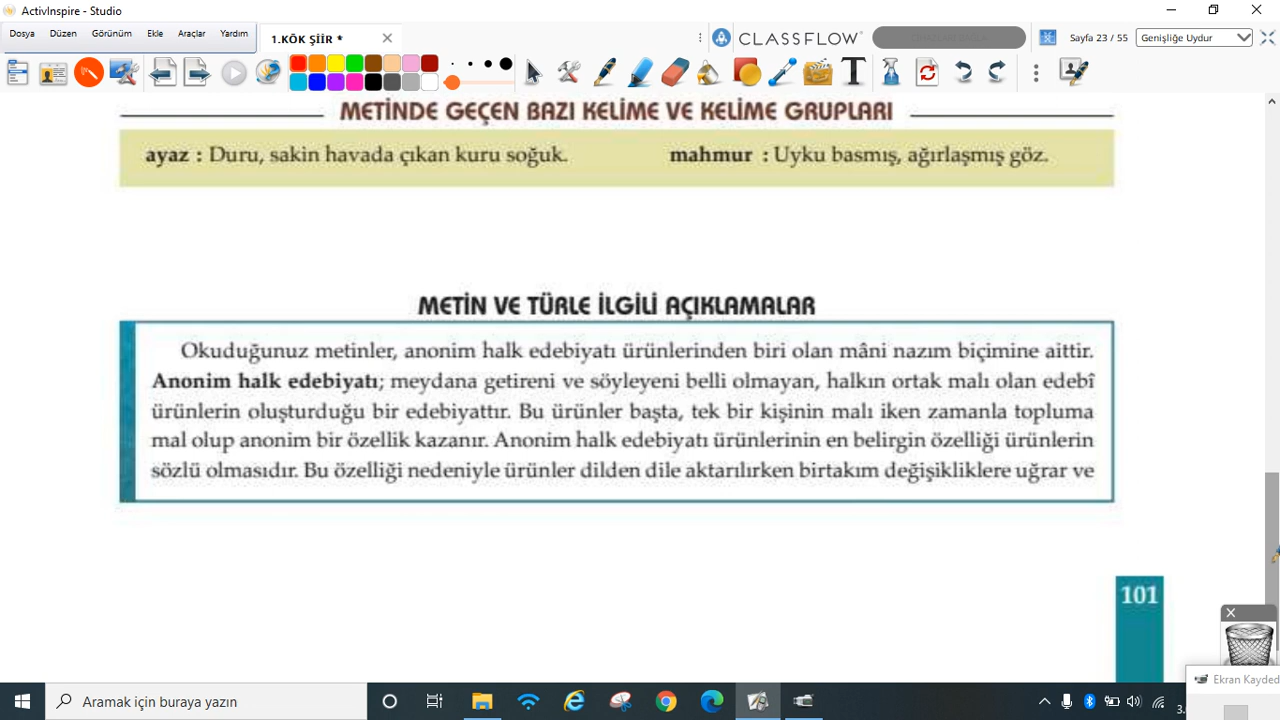 ActivInspire - Studio
Dosya Düzen Görünüm Ekle Araçlar Yardım
1.KÖK ŞİİR *
CLASSFLOW
Sayfa 23 / 55
Genişliğe Uydur
METİNDE GEÇEN BAZI KELİME VE KELİME GRUPLARI
ayaz : Duru, sakin havada çıkan kuru soğuk.
mahmur : Uyku basmış, ağırlaşmış göz.
METİN VE TÜRLE İLGİLİ AÇIKLAMALAR
Okuduğunuz metinler, anonim halk edebiyatı ürünlerinden biri olan mâni nazım biçimine aittir.
Anonim halk edebiyatı; meydana getireni ve söyleyeni belli olmayan, halkın ortak malı olan edebî
ürünlerin oluşturduğu bir edebiyattır. Bu ürünler başta, tek bir kişinin malı iken zamanla topluma
mal olup anonim bir özellik kazanır. Anonim halk edebiyatı ürünlerinin en belirgin özelliği ürünlerin
sözlü olmasıdır. Bu özelliği nedeniyle ürünler dilden dile aktarılırken birtakım değişikliklere uğrar ve
101
Ekran Kayded
Aramak için buraya yazın
3.